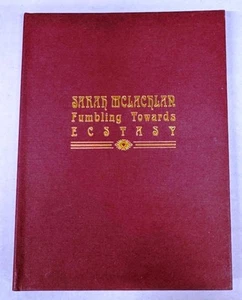 SARAH MCLACHLAN
Fumbling Towards
ECSTASY